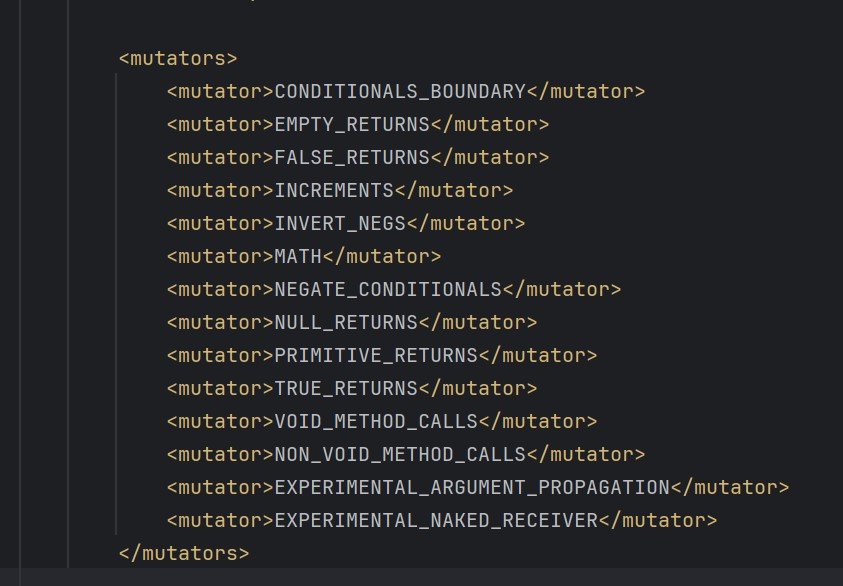 <mutators>
<mutator>CONDITIONALS_BOUNDARY</mutator>
<mutator>EMPTY_RETURNS</mutator>
<mutator>FALSE_RETURNS</mutator>
<mutator>INCREMENTS</mutator>
<mutator>INVERT_NEGS</mutator>
<mutator>MATH</mutator>
<mutator>NEGATE_CONDITIONALS</mutator>
<mutator>NULL_RETURNS</mutator>
<mutator>PRIMITIVE_RETURNS</mutator>
<mutator>TRUE_RETURNS</mutator>
<mutator>VOID_METHOD_CALLS</mutator>
<mutator>NON_VOID_METHOD_CALLS</mutator>
<mutator>EXPERIMENTAL_ARGUMENT_PROPAGATION</mutator>
<mutator>EXPERIMENTAL_NAKED_RECEIVER</mutator>
</mutators>